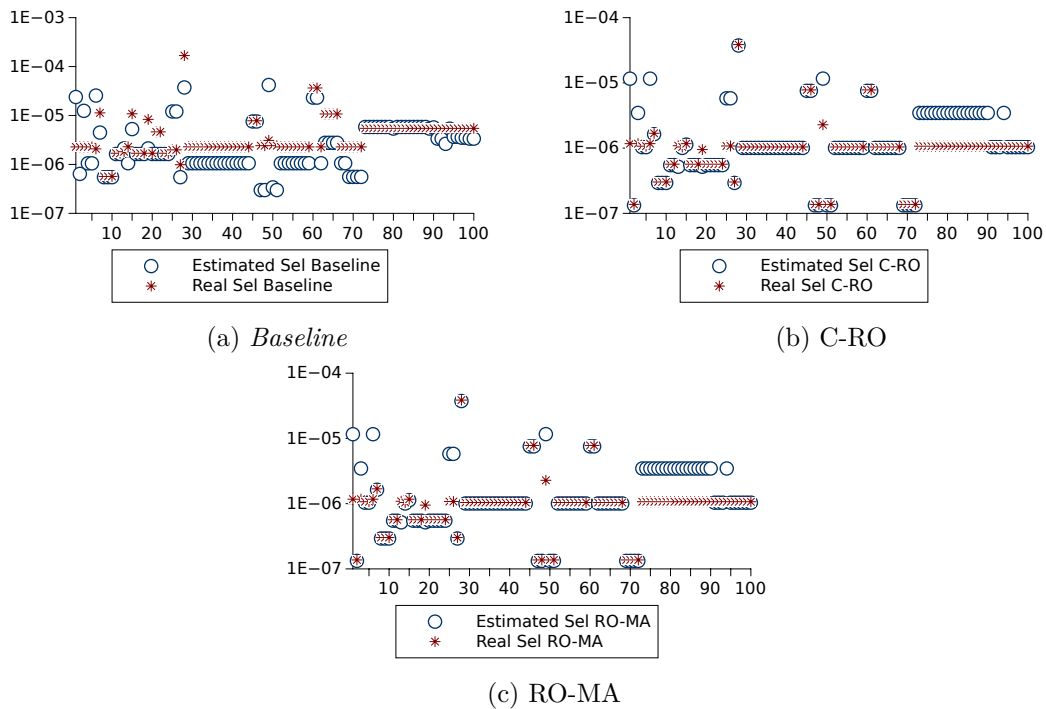 1E−03
1E−04
1E−05
1E−06
1E−07
10 20 30 40 50 60 70 80 90 100
Estimated Sel Baseline
Real Sel Baseline
(a) Baseline
1E−04
1E−05
1E−06
1E−07
10 20 30 40 50 60 70 80 90 100
Estimated Sel C-RO
Real Sel C-RO
(b) C-RO
1E−04
1E−05
1E−06
1E−07
10 20 30 40 50 60 70 80 90 100
Estimated Sel RO-MA
Real Sel RO-MA
(c) RO-MA